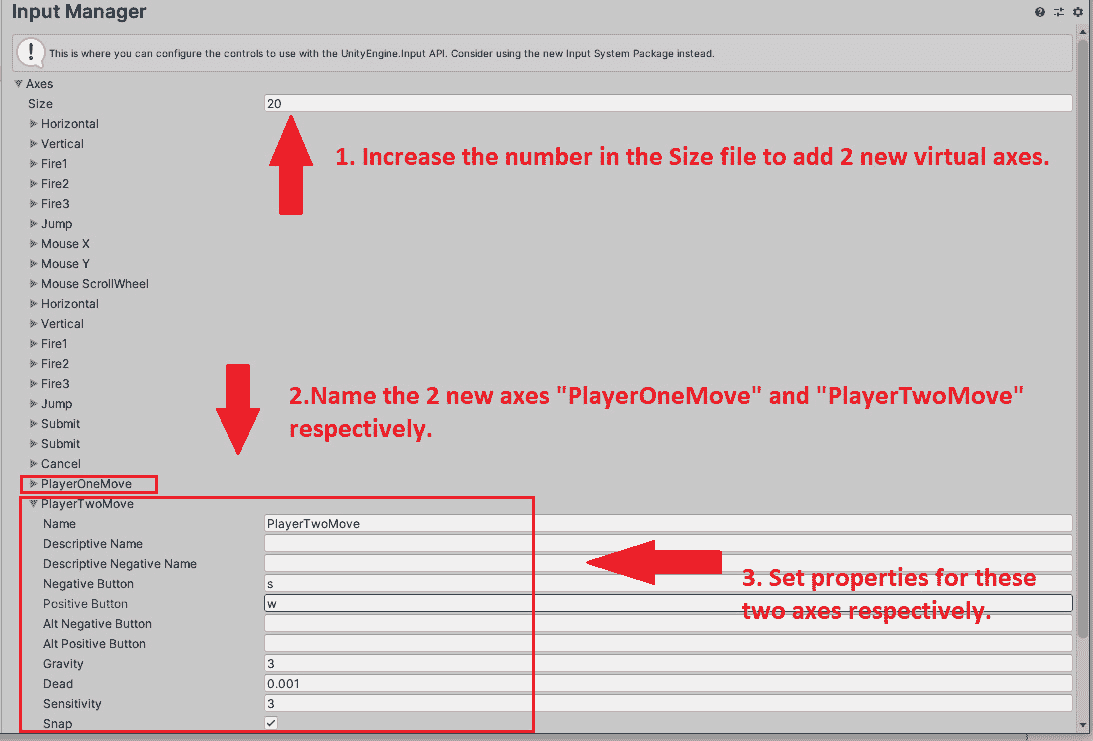 Input Manager
This is where you can configure the controls to use with the UnityEngine.Input API. Consider using the new Input System Package instead.
Axes
Size 20
Horizontal
1. Increase the number in the Size file to add 2 new virtual axes.
Vertical
Fire1
Fire2
Fire3
Jump
Mouse X
Mouse Y
Mouse ScrollWheel
Horizontal
Vertical
Fire1
Fire2
Fire3
2.Name the 2 new axes "PlayerOneMove" and "PlayerTwoMove"
respectively.
Jump
Submit
Submit
Cancel
PlayerOneMove
PlayerTwoMove
Name PlayerTwoMove
Descriptive Name
Descriptive Negative Name
Negative Button s
3. Set properties for these
two axes respectively.
Positive Button w
Alt Negative Button
Alt Positive Button
Gravity 3
Dead 0.001
Sensitivity 3
Snap